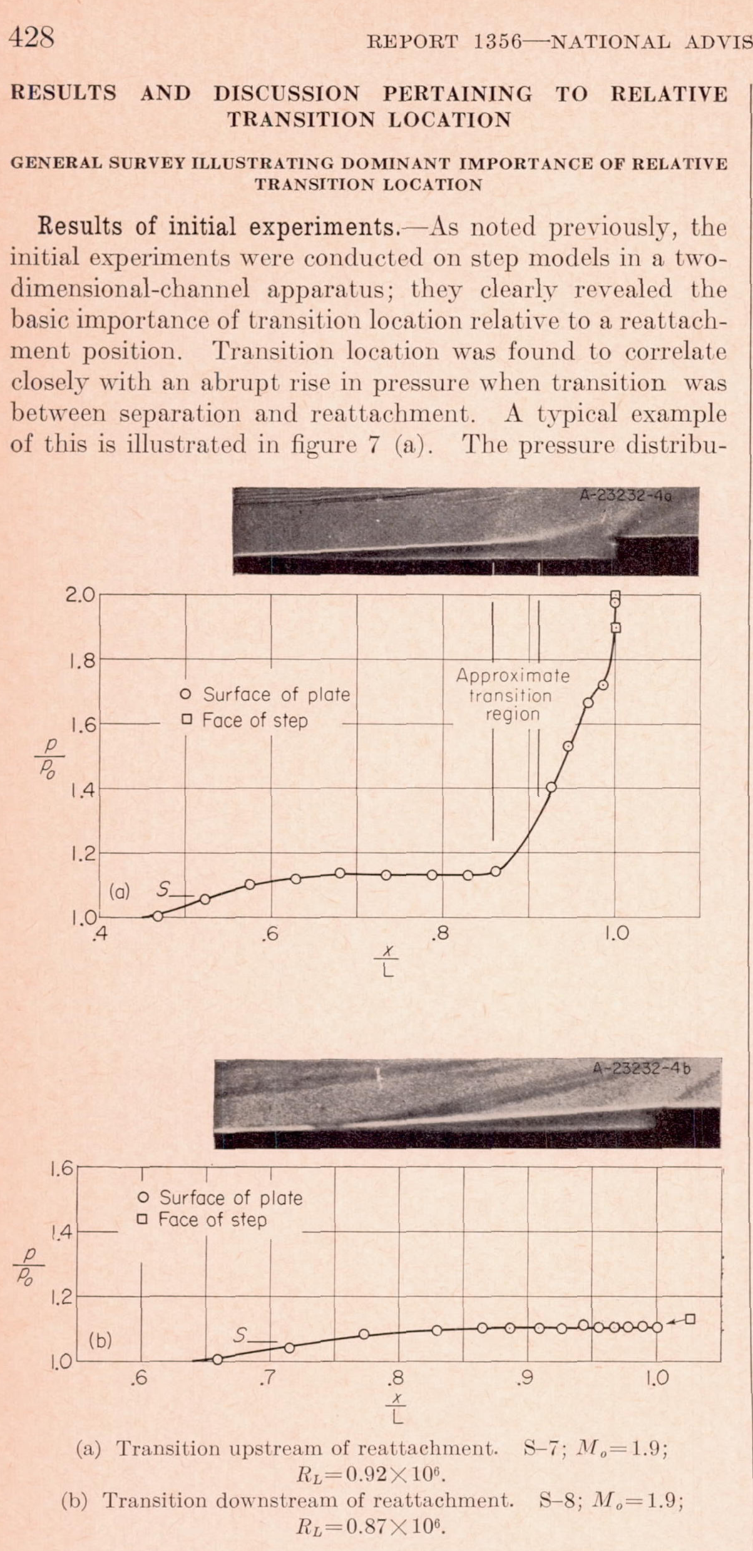 428
REPORT 1356—NATIONAL ADVIS
RESULTS AND DISCUSSION PERTAINING TO RELATIVE
TRANSITION LOCATION
GENERAL SURVEY ILLUSTRATING DOMINANT IMPORTANCE OF RELATIVE
TRANSITION LOCATION
Results of initial experiments.—As noted previously, the
initial experiments were conducted on step models in a two-
dimensional-channel apparatus; they clearly revealed the
basic importance of transition location relative to a reattach-
ment position. Transition location was found to correlate
closely with an abrupt rise in pressure when transition was
between separation and reattachment. A typical example
of this is illustrated in figure 7 (a). The pressure distribu-
A-23232-4a
2.0
1.8
Approximate
Surface of plate
transition
Face of step
region
1.6
p
p₀
1.4
1.2
(a)
S
1.0
.4
.6
.8
1.0
x
L
A-23232-4b
1.6
Surface of plate
Face of step
1.4
p
p₀
1.2
(b)
S
1.0
.6
.7
.8
.9
1.0
x
L
(a) Transition upstream of reattachment. S–7; Mₒ=1.9;
R_L=0.92×10⁶.
(b) Transition downstream of reattachment. S–8; Mₒ=1.9;
R_L=0.87×10⁶.